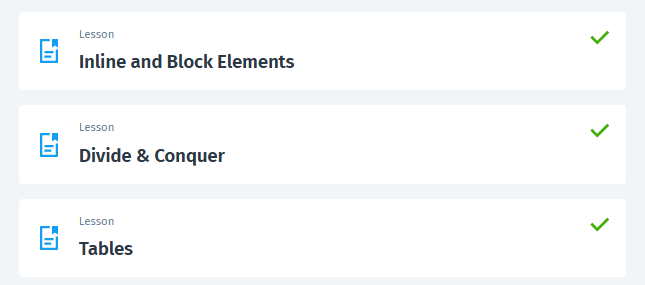 Lesson
Inline and Block Elements
Lesson
Divide & Conquer
Lesson
Tables